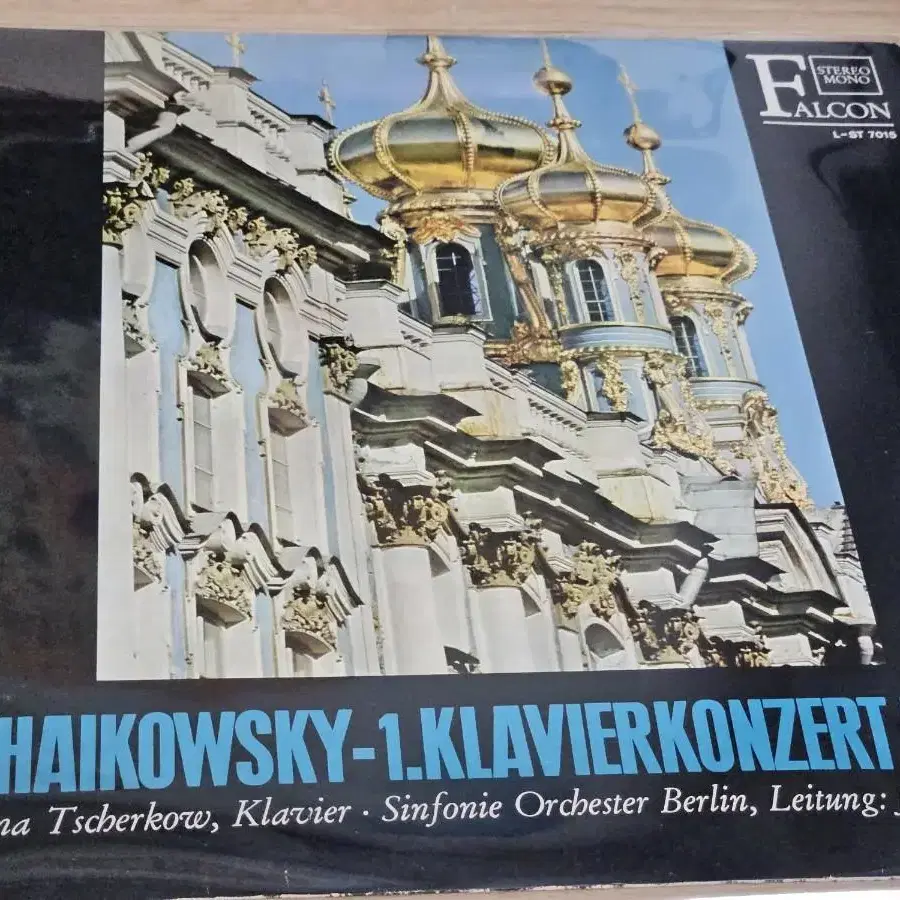 FALCON
STEREO
MONO
L-ST 7015
HAIKOWSKY-1.KLAVIERKONZERT
na Tscherkow, Klavier · Sinfonie Orchester Berlin, Leitung: